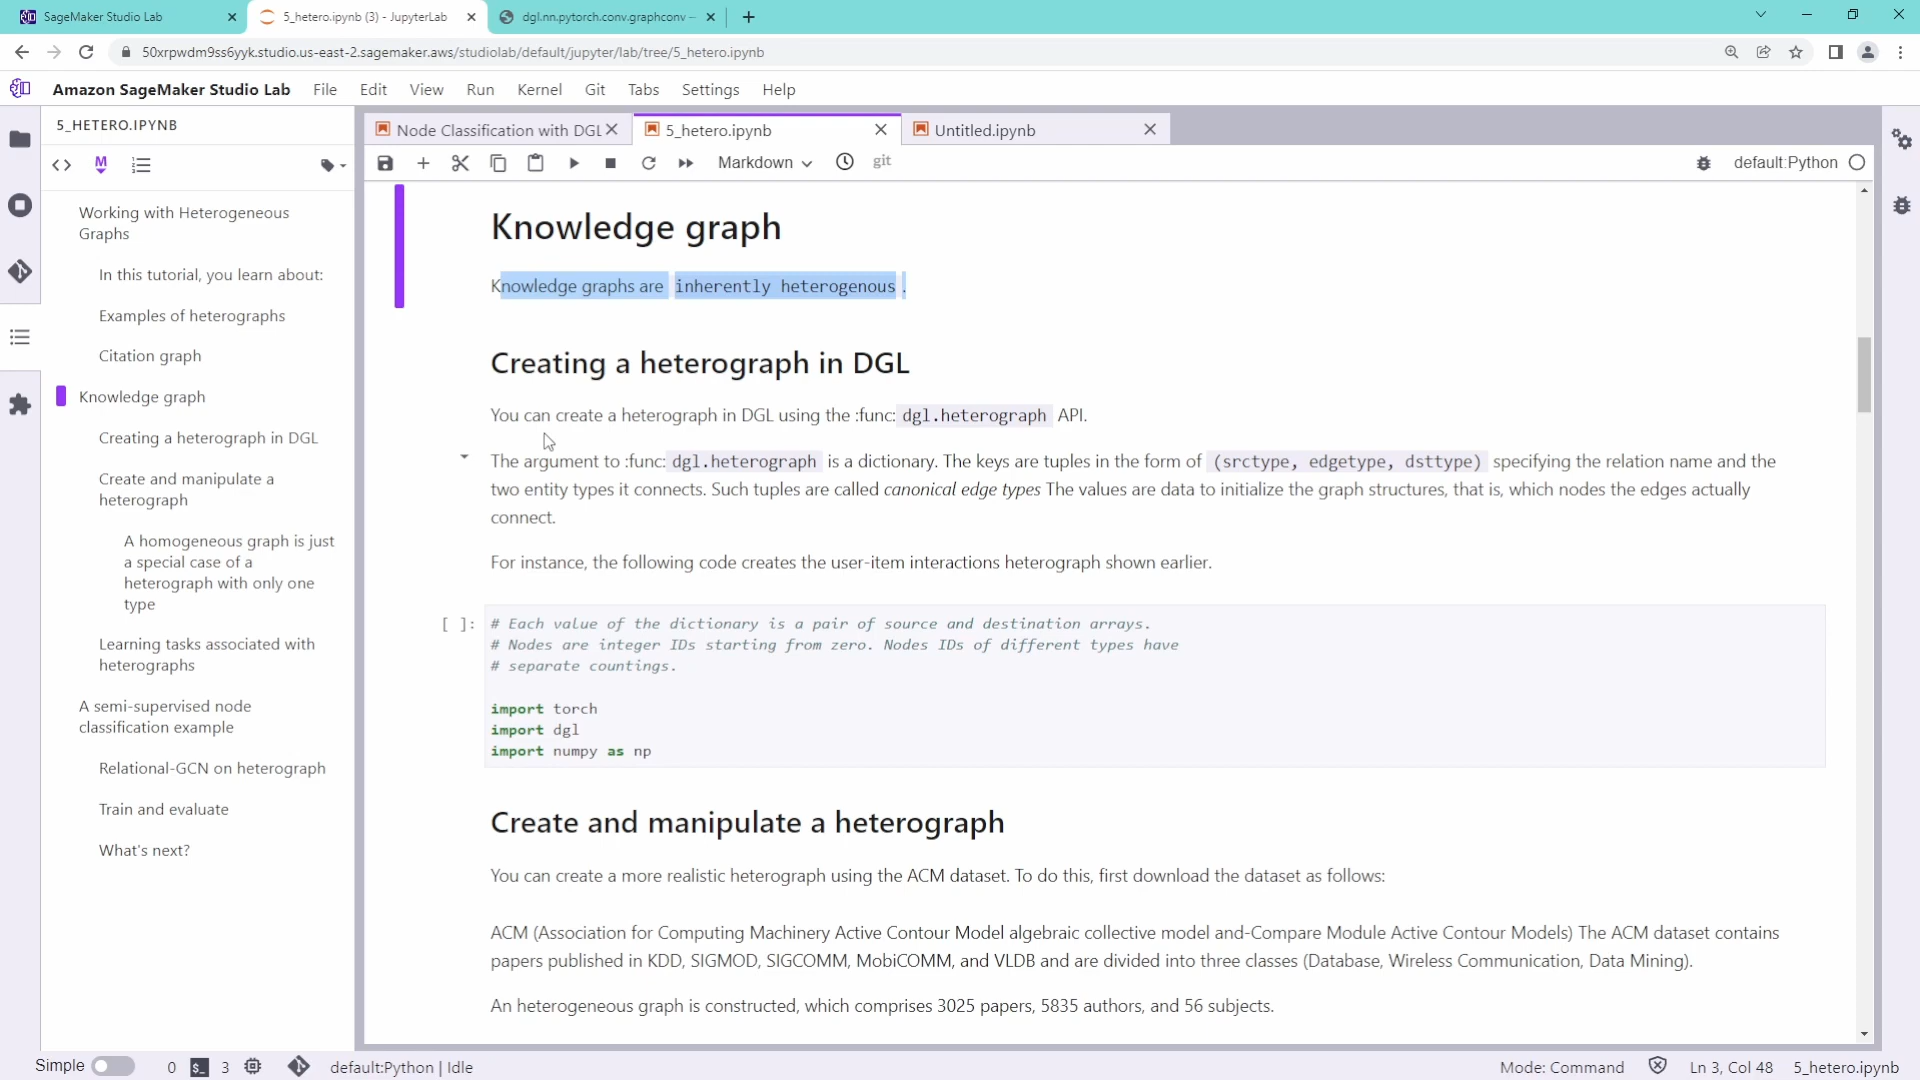 SageMaker Studio Lab
5_hetero.ipynb (3) - JupyterLab
dgl.nn.pytorch.conv.graphconv –
50xrpwdm9ss6yyk.studio.us-east-2.sagemaker.aws/studiolab/default/jupyter/lab/tree/5_hetero.ipynb
Amazon SageMaker Studio Lab
File
Edit
View
Run
Kernel
Git
Tabs
Settings
Help
5_HETERO.IPYNB
Node Classification with DGL
5_hetero.ipynb
Untitled.ipynb
Markdown
git
default:Python
Working with Heterogeneous
Graphs
In this tutorial, you learn about:
Examples of heterographs
Citation graph
Knowledge graph
Creating a heterograph in DGL
Create and manipulate a
heterograph
A homogeneous graph is just
a special case of a
heterograph with only one
type
Learning tasks associated with
heterographs
A semi-supervised node
classification example
Relational-GCN on heterograph
Train and evaluate
What's next?
Knowledge graph
Knowledge graphs are inherently heterogenous .
Creating a heterograph in DGL
You can create a heterograph in DGL using the :func: dgl.heterograph API.
The argument to :func: dgl.heterograph is a dictionary. The keys are tuples in the form of (srctype, edgetype, dsttype) specifying the relation name and the
two entity types it connects. Such tuples are called canonical edge types The values are data to initialize the graph structures, that is, which nodes the edges actually
connect.
For instance, the following code creates the user-item interactions heterograph shown earlier.
[ ]: # Each value of the dictionary is a pair of source and destination arrays.
# Nodes are integer IDs starting from zero. Nodes IDs of different types have
# separate countings.
import torch
import dgl
import numpy as np
Create and manipulate a heterograph
You can create a more realistic heterograph using the ACM dataset. To do this, first download the dataset as follows:
ACM (Association for Computing Machinery Active Contour Model algebraic collective model and-Compare Module Active Contour Models) The ACM dataset contains
papers published in KDD, SIGMOD, SIGCOMM, MobiCOMM, and VLDB and are divided into three classes (Database, Wireless Communication, Data Mining).
An heterogeneous graph is constructed, which comprises 3025 papers, 5835 authors, and 56 subjects.
Simple
0
$_
3
default:Python | Idle
Mode: Command
Ln 3, Col 48
5_hetero.ipynb